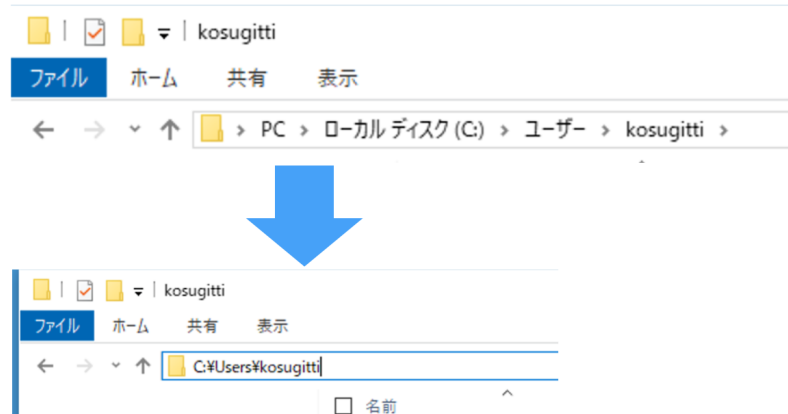 kosugitti
ファイル ホーム 共有 表示
PC > ローカル ディスク (C:) > ユーザー > kosugitti >
kosugitti
ファイル ホーム 共有 表示
C:¥Users¥kosugitti
名前